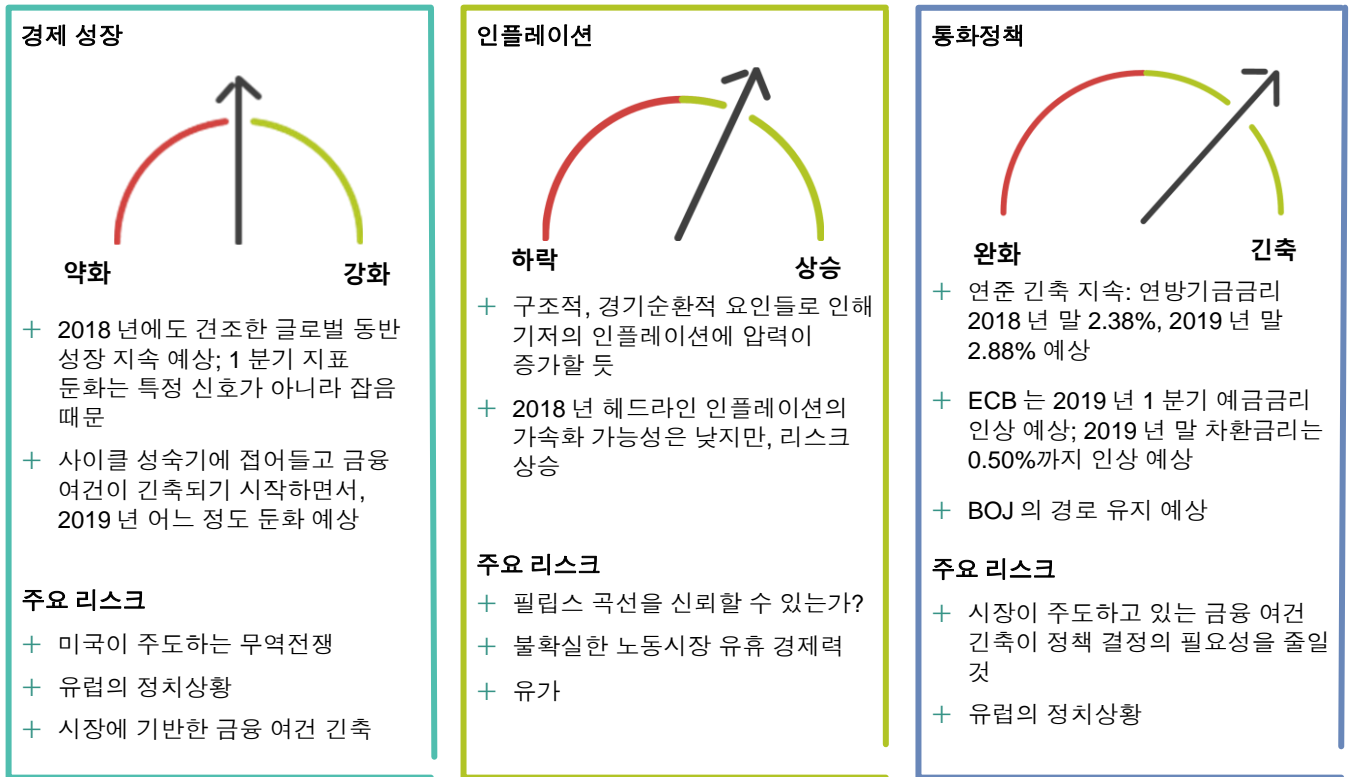 경제 성장
약화
강화
+ 2018 년에도 견조한 글로벌 동반
성장 지속 예상; 1 분기 지표
둔화는 특정 신호가 아니라 잡음
때문
+ 사이클 성숙기에 접어들고 금융
여건이 긴축되기 시작하면서,
2019 년 어느 정도 둔화 예상
주요 리스크
+ 미국이 주도하는 무역전쟁
+ 유럽의 정치상황
+ 시장에 기반한 금융 여건 긴축
인플레이션
하락
상승
+ 구조적, 경기순환적 요인들로 인해
기저의 인플레이션에 압력이
증가할 듯
+ 2018 년 헤드라인 인플레이션의
가속화 가능성은 낮지만, 리스크
상승
주요 리스크
+ 필립스 곡선을 신뢰할 수 있는가?
+ 불확실한 노동시장 유휴 경제력
+ 유가
통화정책
완화
긴축
+ 연준 긴축 지속: 연방기금금리
2018 년 말 2.38%, 2019 년 말
2.88% 예상
+ ECB 는 2019 년 1 분기 예금금리
인상 예상; 2019 년 말 차환금리는
0.50%까지 인상 예상
+ BOJ 의 경로 유지 예상
주요 리스크
+ 시장이 주도하고 있는 금융 여건
긴축이 정책 결정의 필요성을 줄일
것
+ 유럽의 정치상황